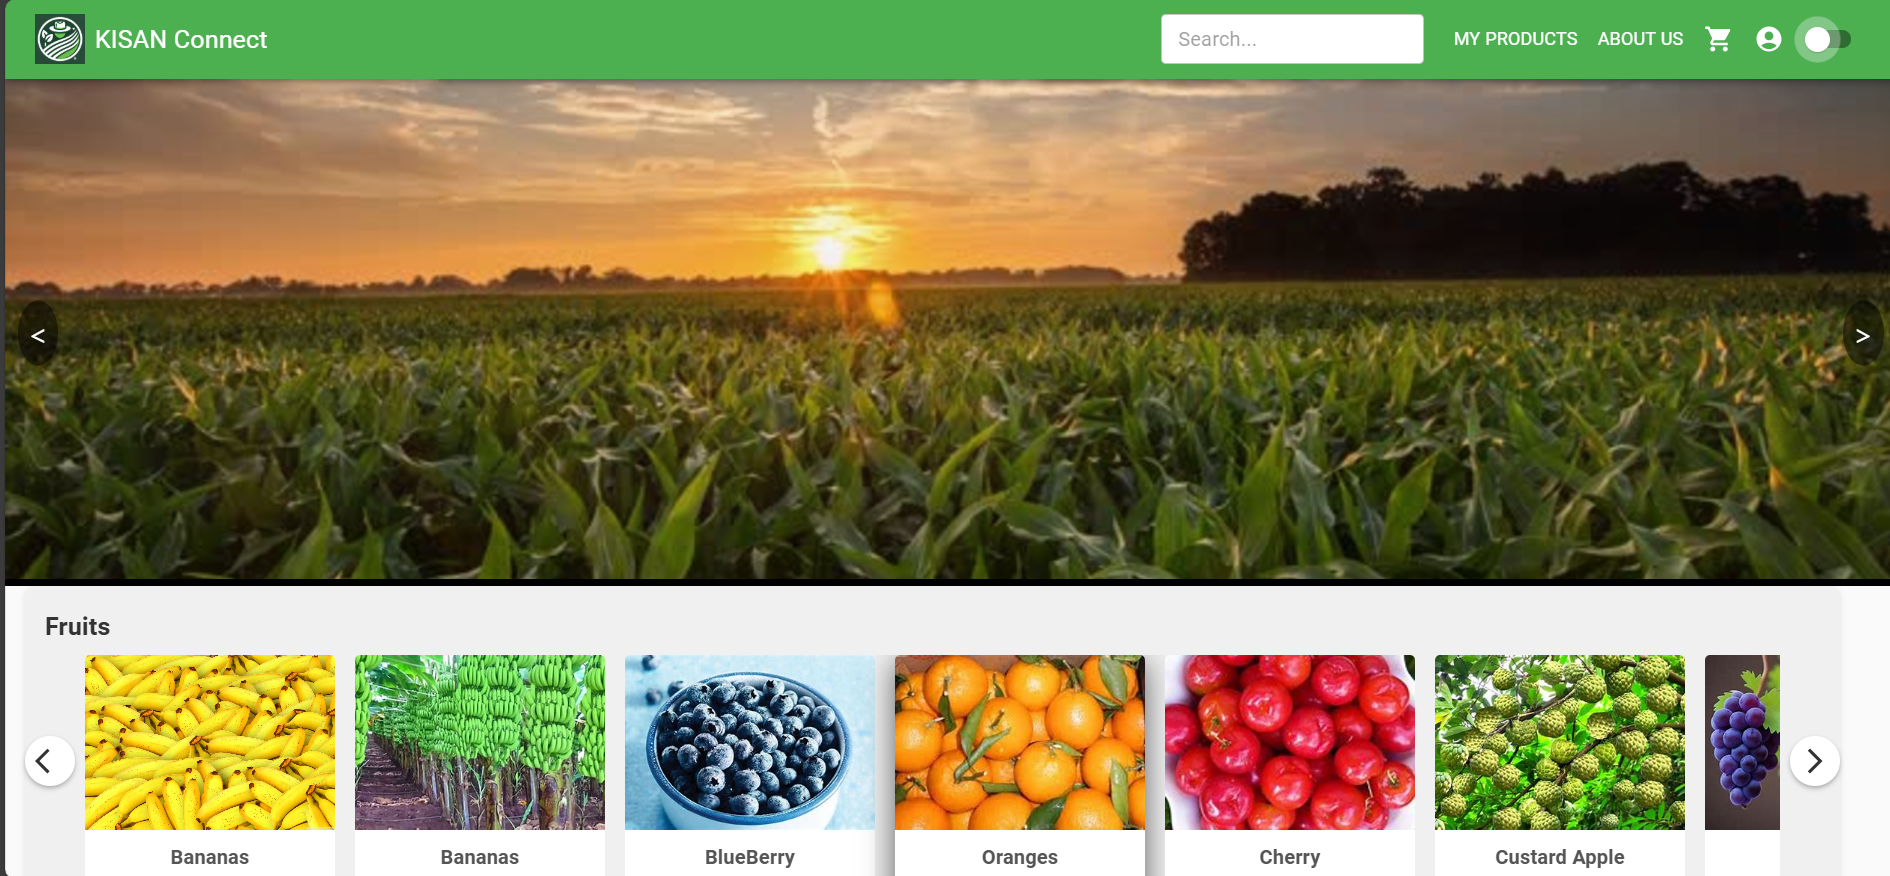 KISAN Connect
Search...
MY PRODUCTS
ABOUT US
<
>
Fruits
Bananas
Bananas
BlueBerry
Oranges
Cherry
Custard Apple